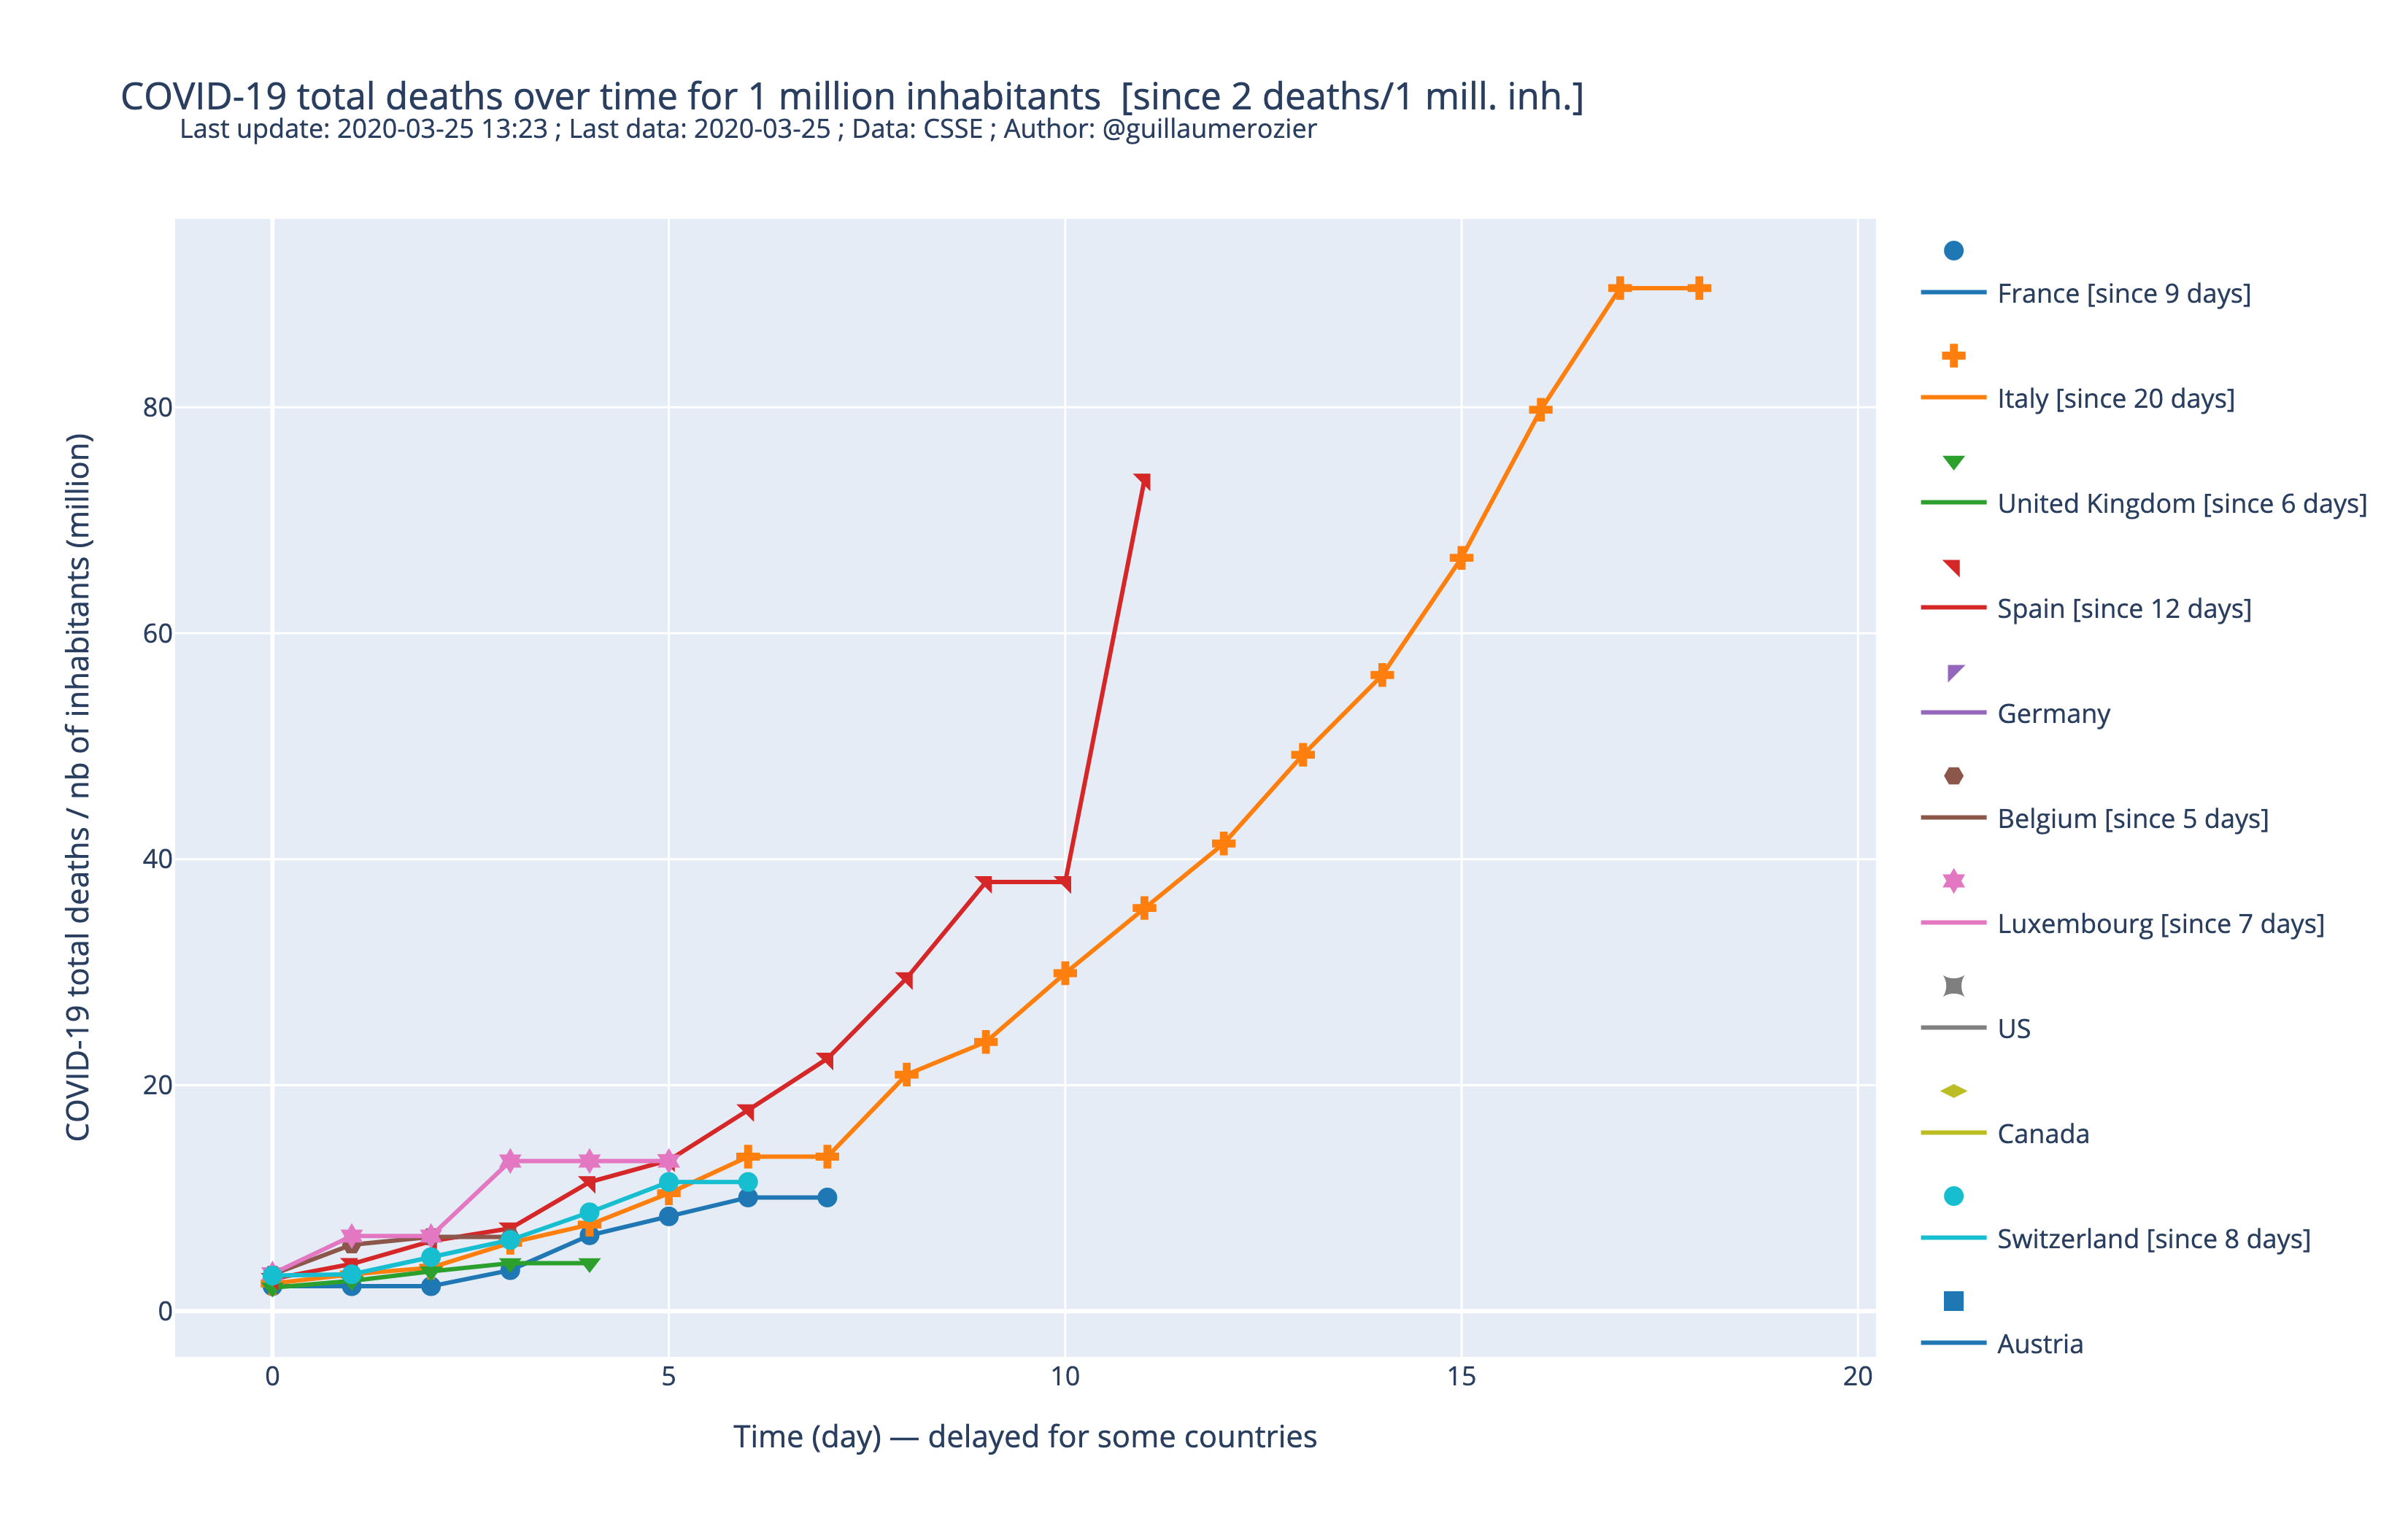 COVID-19 total deaths over time for 1 million inhabitants  [since 2 deaths/1 mill. inh.]
Last update: 2020-03-25 13:23 ; Last data: 2020-03-25 ; Data: CSSE ; Author: @guillaumerozier
COVID-19 total deaths / nb of inhabitants (million)
80
60
40
20
0
0
5
10
15
20
Time (day) — delayed for some countries
France [since 9 days]
Italy [since 20 days]
United Kingdom [since 6 days]
Spain [since 12 days]
Germany
Belgium [since 5 days]
Luxembourg [since 7 days]
US
Canada
Switzerland [since 8 days]
Austria